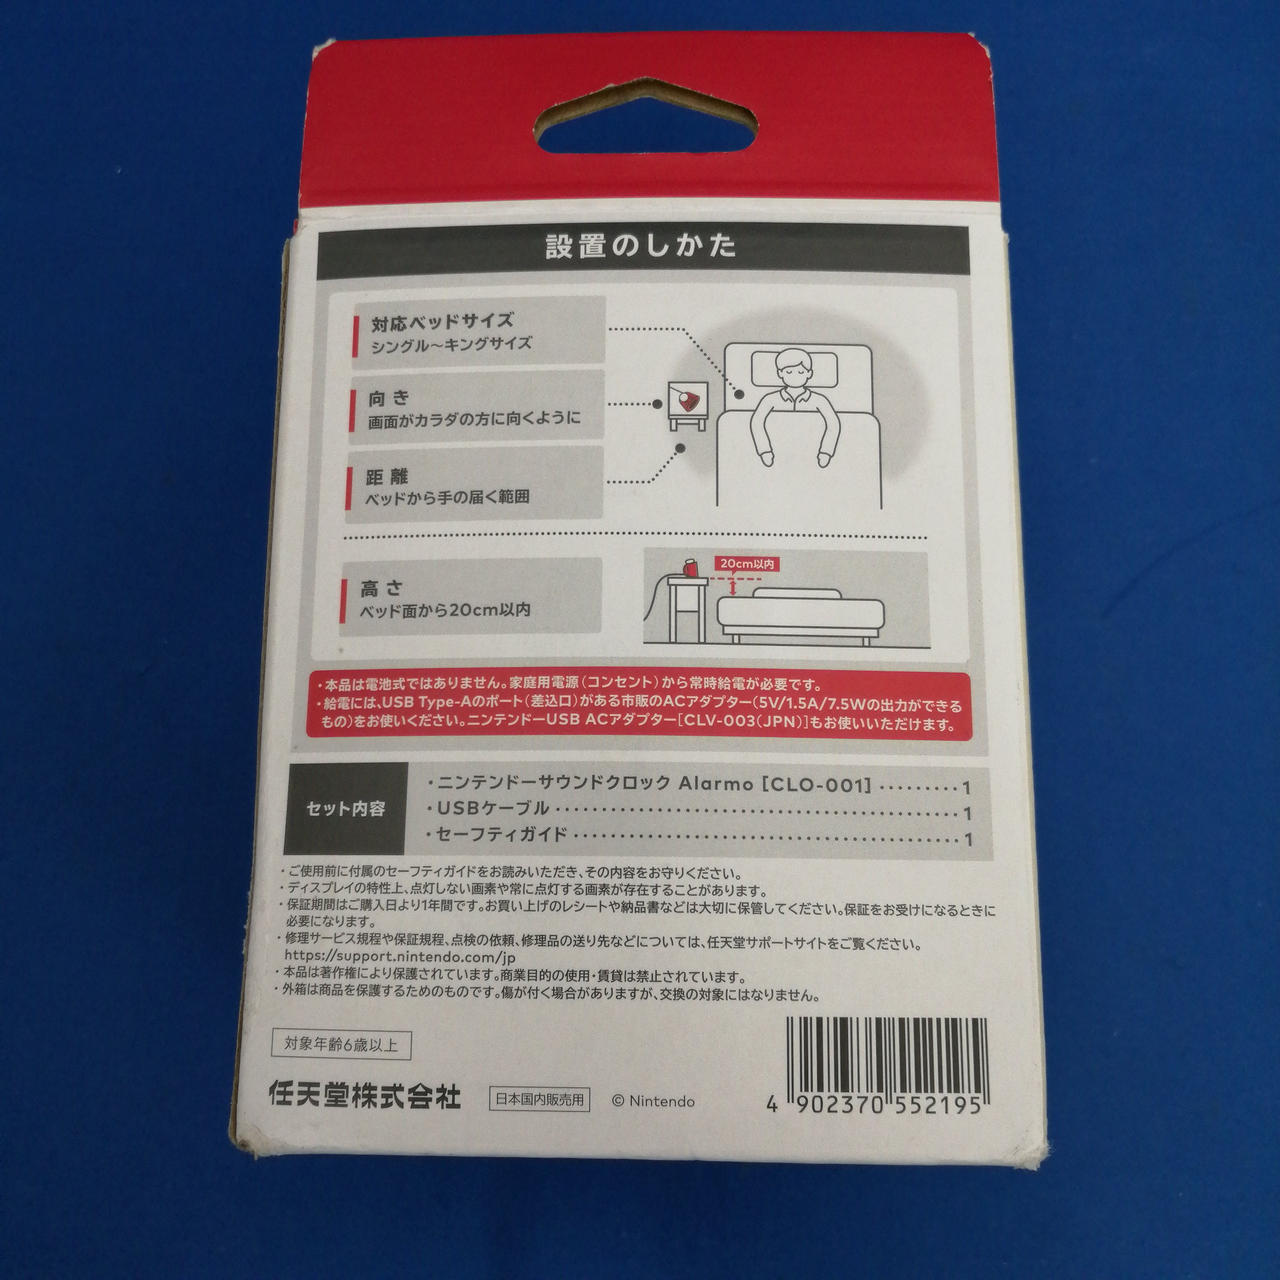 設置のしかた
対応ベッドサイズ
シングル～キングサイズ
向き
画面がカラダの方に向くように
距離
ベッドから手の届く範囲
20cm以内
高さ
ベッド面から20cm以内
・本品は電池式ではありません。家庭用電源(コンセント)から常時給電が必要です。
・給電には、USB Type-Aのポート(差込口)がある市販のACアダプター(5V/1.5A/7.5Wの出力ができる
もの)をお使いください。ニンテンドーUSB ACアダプター[CLV-003(JPN)]もお使いいただけます。
セット内容
・ニンテンドーサウンドクロック Alarmo [CLO-001] ・・・・・・・・・1
・USBケーブル ・・・・・・・・・・・・・・・・・・・・・・・・・・・・・・・・・・・1
・セーフティガイド ・・・・・・・・・・・・・・・・・・・・・・・・・・・・・・・・・1
・ご使用前に付属のセーフティガイドをお読みいただき、その内容をお守りください。
・ディスプレイの特性上、点灯しない画素や常に点灯する画素が存在することがあります。
・保証期間はご購入日より1年間です。お買い上げのレシートや納品書などは大切に保管してください。保証をお受けになるときに
必要になります。
・修理サービス規程や保証規程、点検の依頼、修理品の送り先などについては、任天堂サポートサイトをご覧ください。
https://support.nintendo.com/jp
・本品は著作権により保護されています。商業目的の使用・賃貸は禁止されています。
・外箱は商品を保護するためのものです。傷が付く場合がありますが、交換の対象にはなりません。
対象年齢6歳以上
任天堂株式会社
日本国内販売用
© Nintendo
4 902370 552195